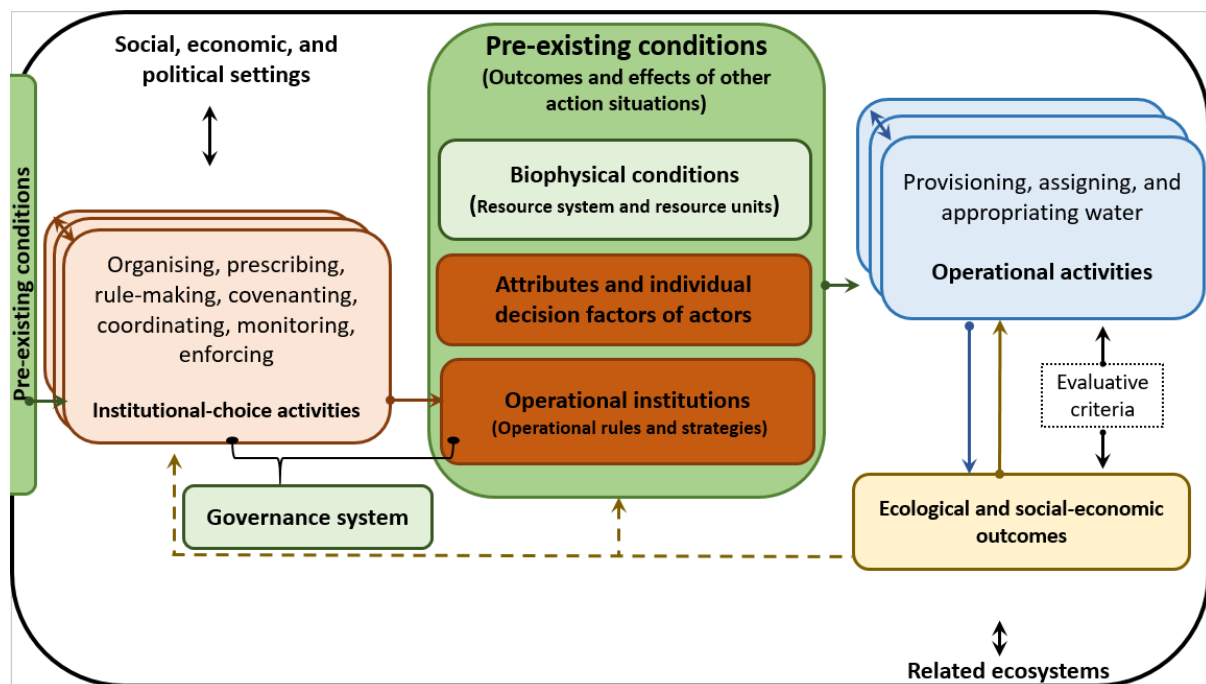 Social, economic, and
political settings
Pre-existing conditions
Organising, prescribing,
rule-making, covenanting,
coordinating, monitoring,
enforcing
Institutional-choice activities
Governance system
Pre-existing conditions
(Outcomes and effects of other
action situations)
Biophysical conditions
(Resource system and resource units)
Attributes and individual
decision factors of actors
Operational institutions
(Operational rules and strategies)
Provisioning, assigning, and
appropriating water
Operational activities
Evaluative
criteria
Ecological and social-economic
outcomes
Related ecosystems